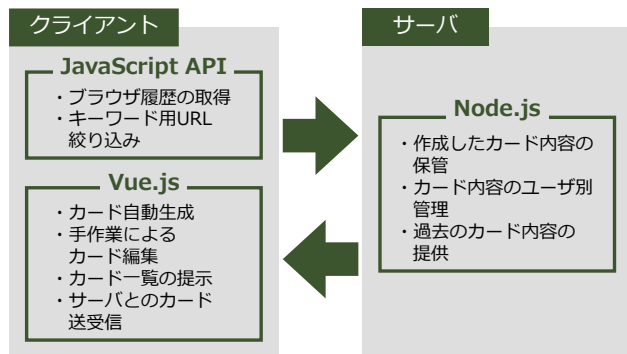 クライアント
JavaScript API
・ブラウザ履歴の取得
・キーワード用URL
絞り込み
Vue.js
・カード自動生成
・手作業による
カード編集
・カード一覧の提示
・サーバとのカード
送受信
サーバ
Node.js
・作成したカード内容の
保管
・カード内容のユーザ別
管理
・過去のカード内容の
提供